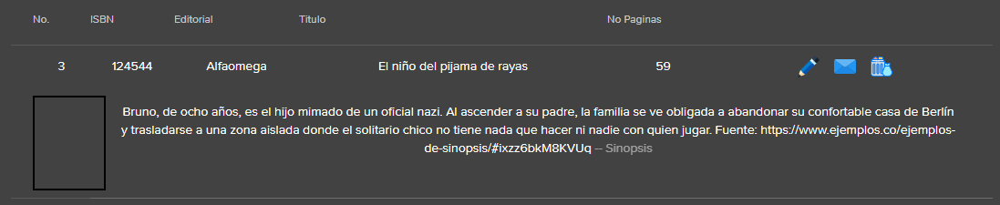 No. ISBN Editorial Titulo No Paginas
3 124544 Alfaomega El niño del pijama de rayas 59
Bruno, de ocho años, es el hijo mimado de un oficial nazi. Al ascender a su padre, la familia se ve obligada a abandonar su confortable casa de Berlín
y trasladarse a una zona aislada donde el solitario chico no tiene nada que hacer ni nadie con quien jugar. Fuente: https://www.ejemplos.co/ejemplos-
de-sinopsis/#ixzz6bkM8KVUq -- Sinopsis